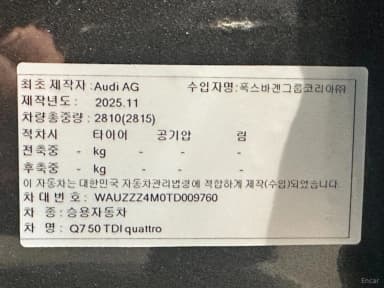 최초 제작자 : Audi AG 수입자명 : 폭스바겐그룹코리아㈜
제작년도 : 2025.11
차량총중량 : 2810(2815)
적차시 타이어 공기압 림
전축중 - kg - -
후축중 - kg - -
이 자동차는 대한민국 자동차관리법령에 적합하게 제작(수입)되었습니다.
차 대 번 호 : WAUZZZ4M0TD009760
차 종 : 승용자동차
차 명 : Q7 50 TDI quattro
Encar